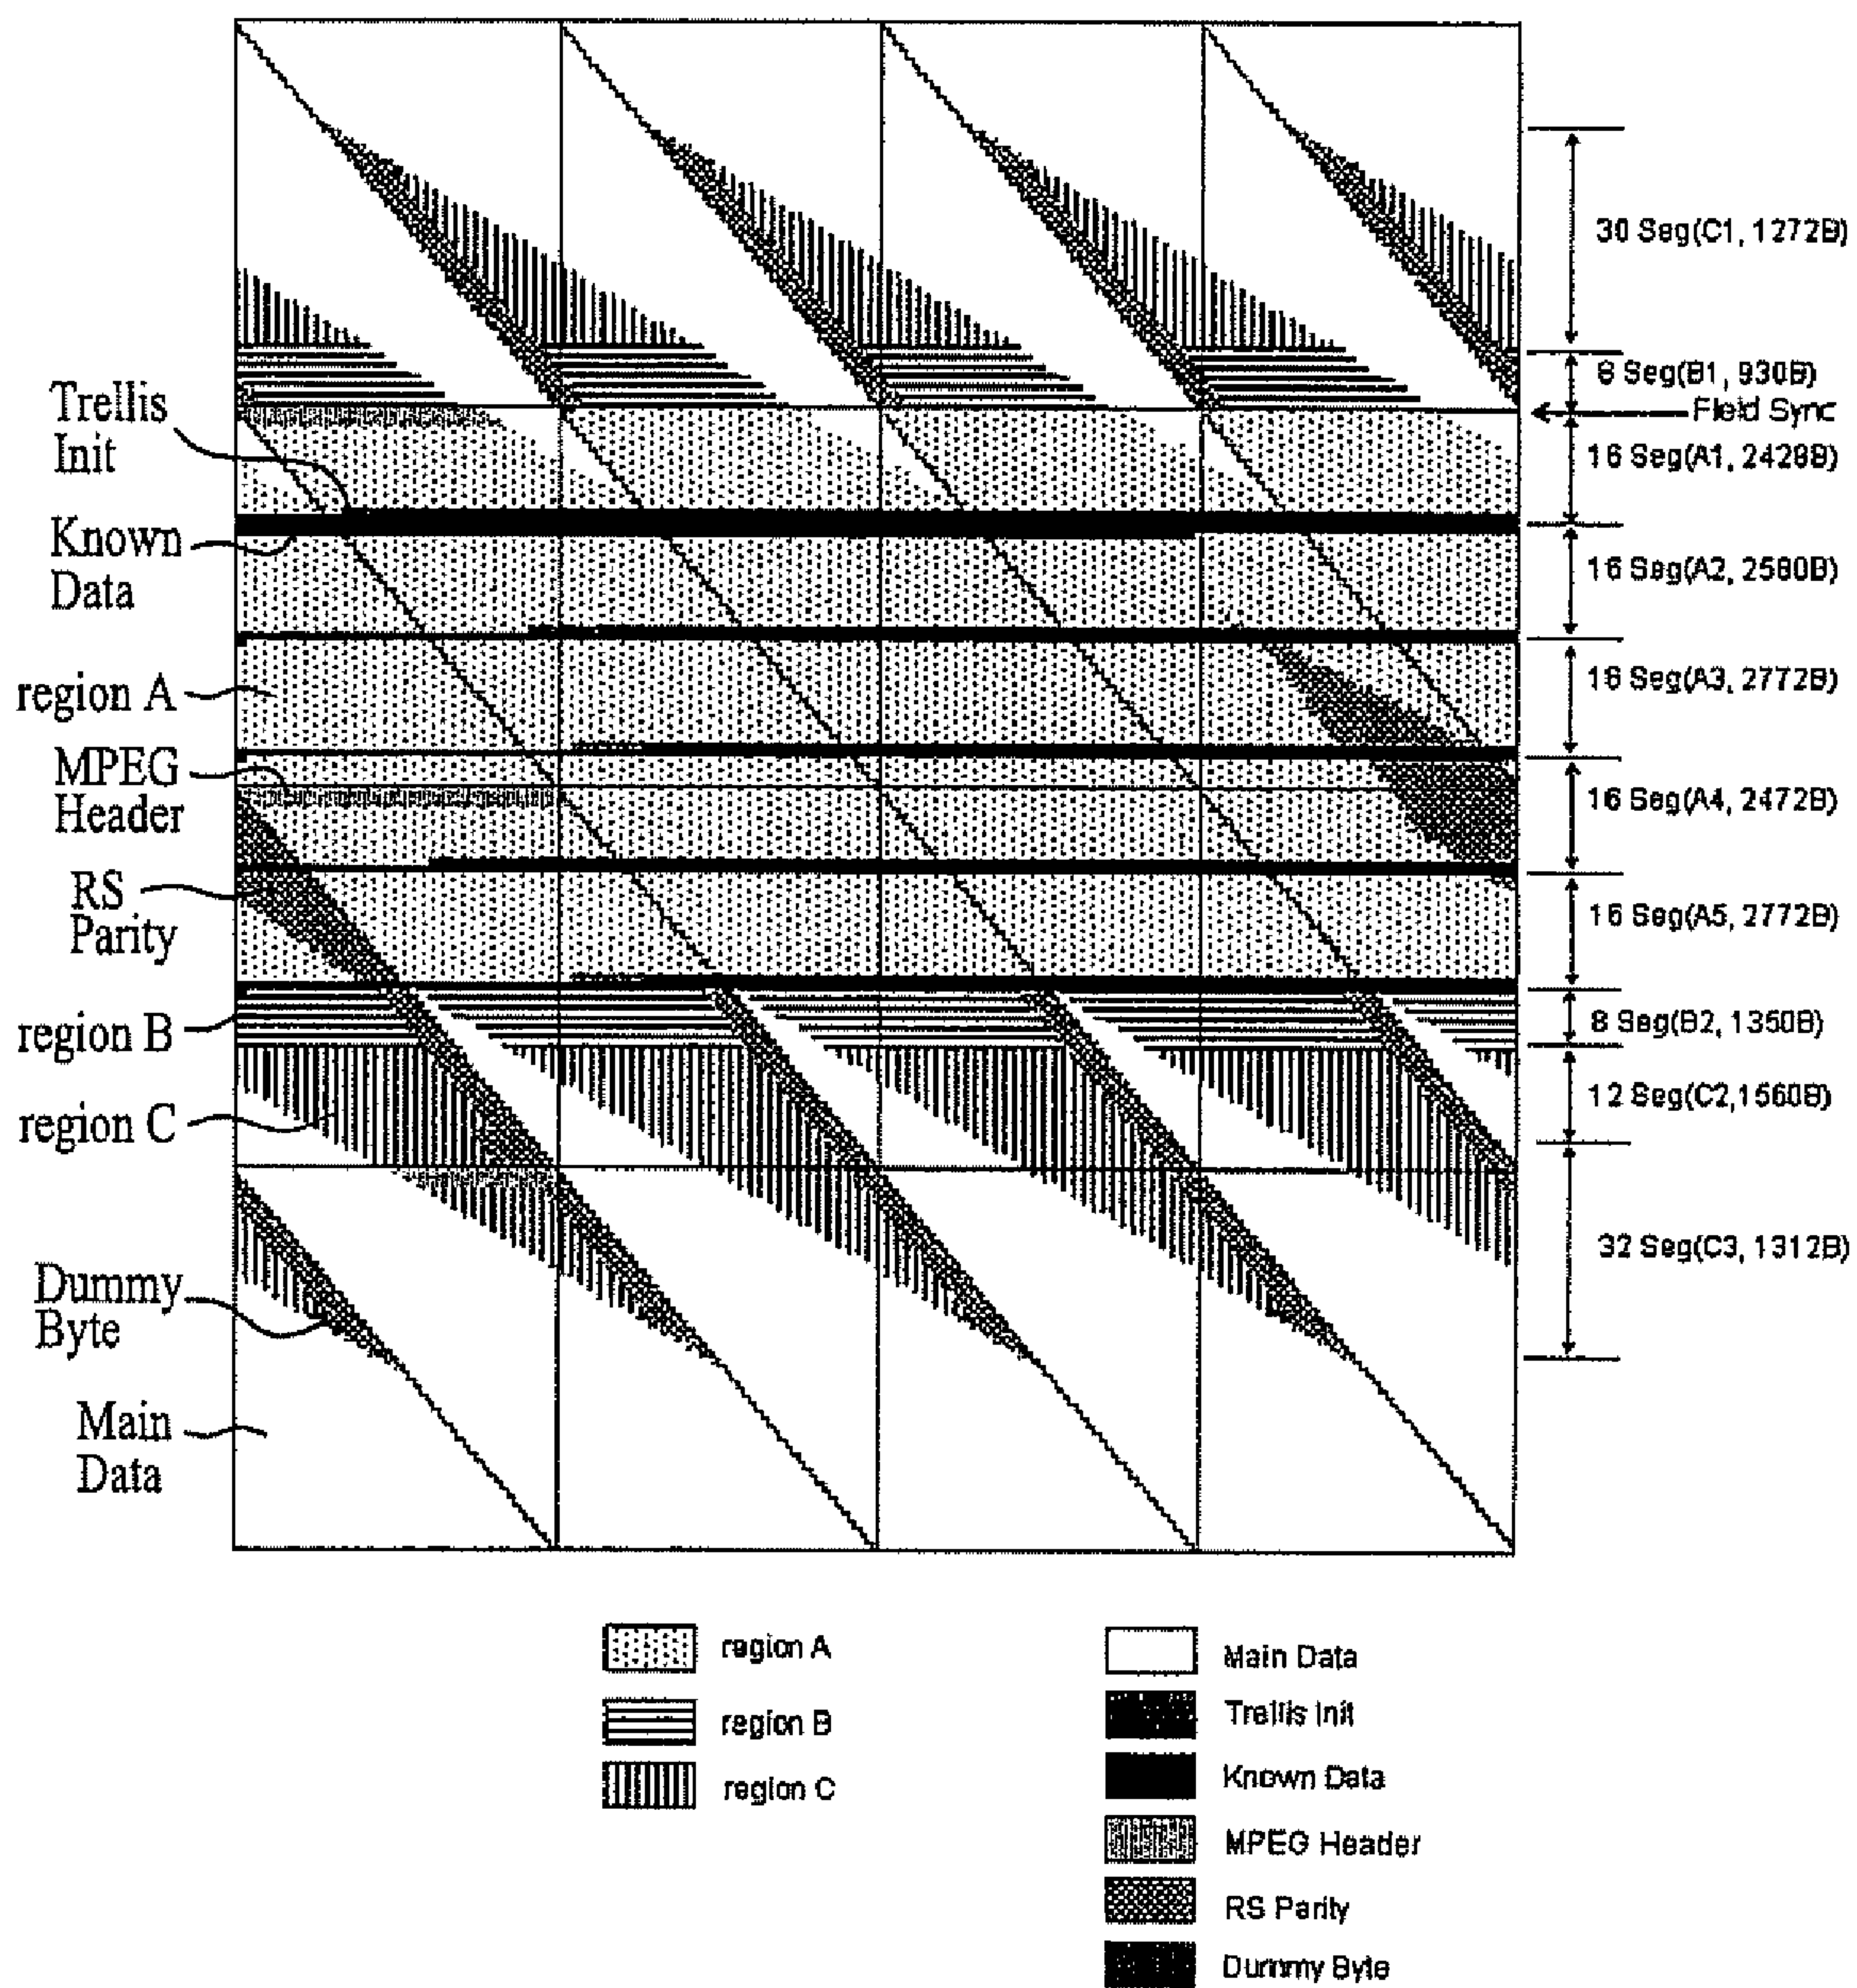 30 Seg(C1, 1272B)
8 Seg(B1, 930B)
Field Sync
Trellis
Init
16 Seg(A1, 2428B)
Known
Data
16 Seg(A2, 2580B)
region A
16 Seg(A3, 2772B)
MPEG
Header
16 Seg(A4, 2472B)
RS
Parity
16 Seg(A5, 2772B)
region B
8 Seg(B2, 1350B)
region C
12 Seg(C2,1560B)
32 Seg(C3, 1312B)
Dummy
Byte
Main
Data
region A
region B
region C
Main Data
Trellis Init
Known Data
MPEG Header
RS Parity
Dummy Byte